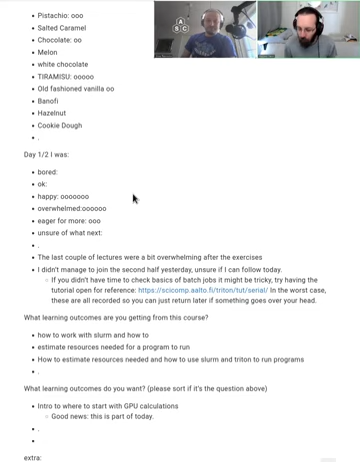 Pistachio: ooo
Salted Caramel
Chocolate: oo
Melon
white chocolate
TIRAMISU: ooooo
Old fashioned vanilla oo
Banofi
Hazelnut
Cookie Dough
.
Day 1/2 I was:
bored:
ok:
happy: ooooooo
overwhelmed:oooooo
eager for more: ooo
unsure of what next:
.
The last couple of lectures were a bit overwhelming after the exercises
I didn't manage to join the second half yesterday, unsure if I can follow today.
If you didn't have time to check basics of batch jobs it might be tricky, try having the
tutorial open for reference: https://scicomp.aalto.fi/triton/tut/serial/ In the worst case,
these are all recorded so you can just return later if something goes over your head.
What learning outcomes are you getting from this course?
how to work with slurm and how to
estimate resources needed for a program to run
How to estimate resources needed and how to use slurm and triton to run programs
.
What learning outcomes do you want? (please sort if it's the question above)
Intro to where to start with GPU calculations
Good news: this is part of today.
.
extra:
A
B C